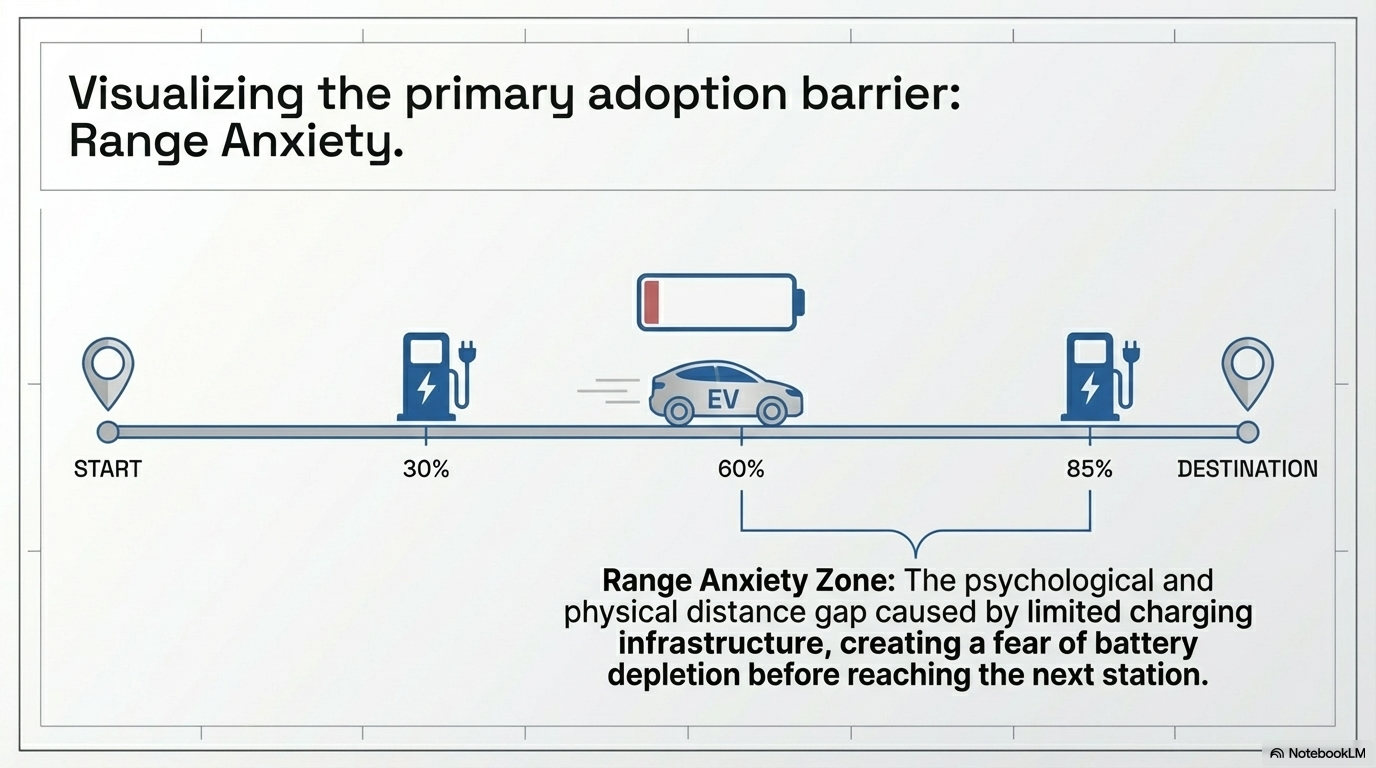 Visualizing the primary adoption barrier:
Range Anxiety.
EV
START
30%
60%
85%
DESTINATION
Range Anxiety Zone: The psychological and
physical distance gap caused by limited charging
infrastructure, creating a fear of battery
depletion before reaching the next station.
NotebookLM